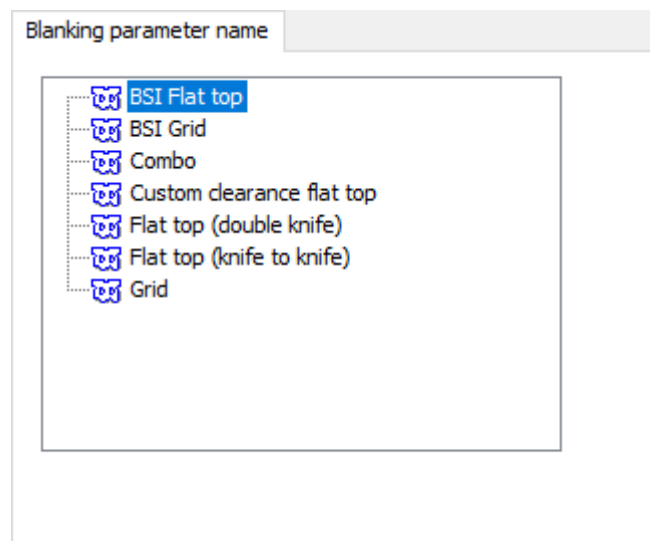 Blanking parameter name
BSI Flat top
BSI Grid
Combo
Custom clearance flat top
Flat top (double knife)
Flat top (knife to knife)
Grid